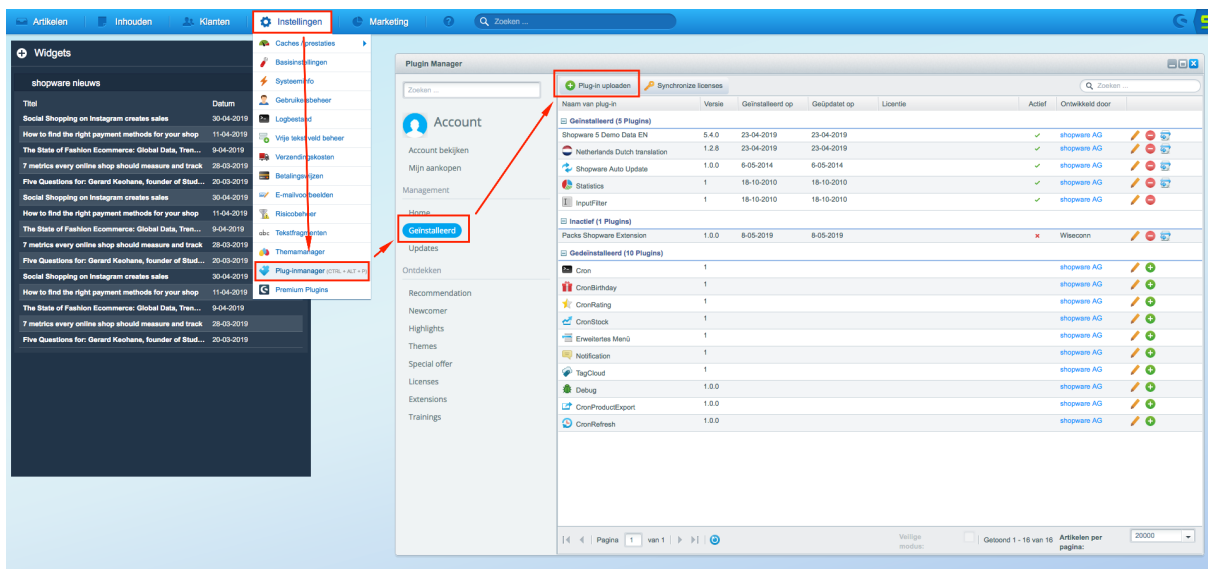 Artikelen Inhouden Klanten Instellingen Marketing Zoeken ...
Widgets
shopware nieuws
Titel Datum
Social Shopping on Instagram creates sales 30-04-2019
How to find the right payment methods for your shop 11-04-2019
The State of Fashion Ecommerce: Global Data, Tren... 9-04-2019
7 metrics every online shop should measure and track 28-03-2019
Five Questions for: Gerard Keohane, founder of Stud... 20-03-2019
Social Shopping on Instagram creates sales 30-04-2019
How to find the right payment methods for your shop 11-04-2019
The State of Fashion Ecommerce: Global Data, Tren... 9-04-2019
7 metrics every online shop should measure and track 28-03-2019
Five Questions for: Gerard Keohane, founder of Stud... 20-03-2019
Social Shopping on Instagram creates sales 30-04-2019
How to find the right payment methods for your shop 11-04-2019
The State of Fashion Ecommerce: Global Data, Tren... 9-04-2019
7 metrics every online shop should measure and track 28-03-2019
Five Questions for: Gerard Keohane, founder of Stud... 20-03-2019
Caches / prestaties
Basisinstellingen
Systeeminfo
Gebruikersbeheer
Logbestand
Vrije tekstveld beheer
Verzendingskosten
Betalingswijzen
E-mailvoorbeelden
Risicobeheer
abc Tekstfragmenten
Themamanager
Plug-inmanager (CTRL + ALT + P)
Premium Plugins
Plugin Manager
Zoeken ...
Account
Account bekijken
Mijn aankopen
Management
Home
Geïnstalleerd
Updates
Ontdekken
Recommendation
Newcomer
Highlights
Themes
Special offer
Licenses
Extensions
Trainings
Plug-in uploaden Synchronize licenses Zoeken ...
Naam van plug-in Versie Geïnstalleerd op Geüpdatet op Licentie Actief Ontwikkeld door
Geïnstalleerd (5 Plugins)
Shopware 5 Demo Data EN 5.4.0 23-04-2019 23-04-2019 shopware AG
Netherlands Dutch translation 1.2.8 23-04-2019 23-04-2019 shopware AG
Shopware Auto Update 1.0.0 6-05-2014 6-05-2014 shopware AG
Statistics 1 18-10-2010 18-10-2010 shopware AG
InputFilter 1 18-10-2010 18-10-2010 shopware AG
Inactief (1 Plugins)
Packs Shopware Extension 1.0.0 8-05-2019 8-05-2019 Wiseconn
Gedeïnstalleerd (10 Plugins)
Cron 1 shopware AG
CronBirthday 1 shopware AG
CronRating 1 shopware AG
CronStock 1 shopware AG
Erweitertes Menü 1 shopware AG
Notification 1 shopware AG
TagCloud 1 shopware AG
Debug 1.0.0 shopware AG
CronProductExport 1.0.0 shopware AG
CronRefresh 1.0.0 shopware AG
Pagina 1 van 1 Veilige modus: Getoond 1 - 16 van 16 Artikelen per pagina: 20000